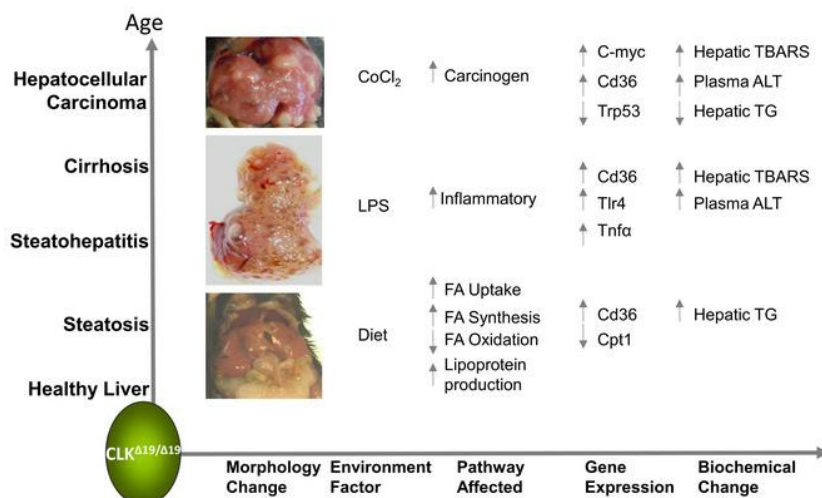 Age
Hepatocellular
Carcinoma
CoCl₂
↑ Carcinogen
↑ C-myc
↑ Cd36
↓ Trp53
↑ Hepatic TBARS
↑ Plasma ALT
↓ Hepatic TG
Cirrhosis
Steatohepatitis
LPS
↑ Inflammatory
↑ Cd36
↑ Tlr4
↑ Tnfα
↑ Hepatic TBARS
↑ Plasma ALT
Steatosis
Healthy Liver
Diet
↑ FA Uptake
↑ FA Synthesis
↓ FA Oxidation
↑ Lipoprotein
production
↑ Cd36
↓ Cpt1
↑ Hepatic TG
CLK^Δ19/Δ19
Morphology
Change
Environment
Factor
Pathway
Affected
Gene
Expression
Biochemical
Change